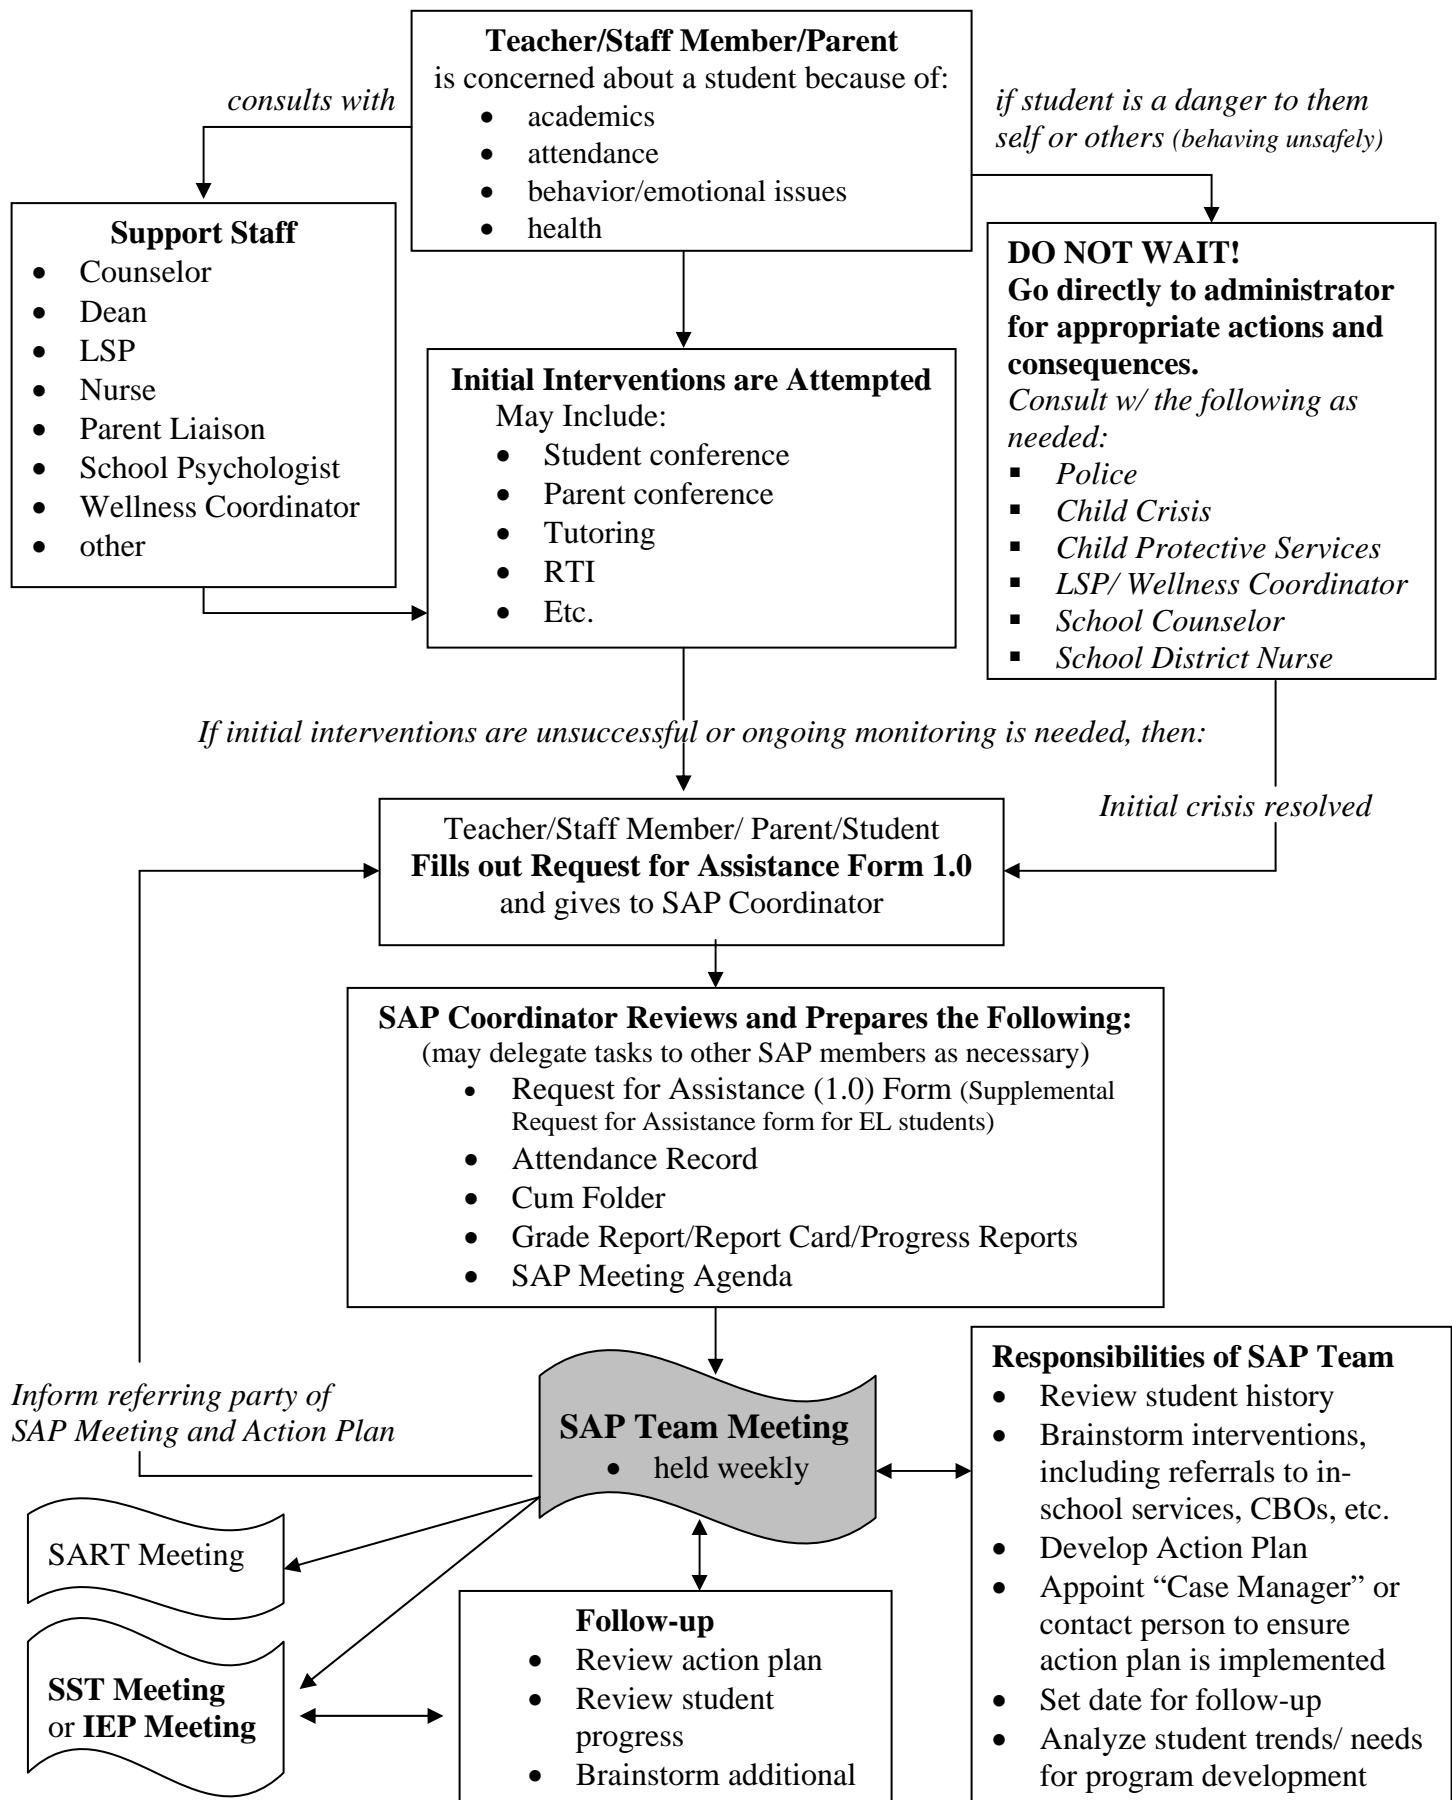 Teacher/Staff Member/Parent
is concerned about a student because of:
• academics
• attendance
• behavior/emotional issues
• health
consults with
if student is a danger to them
self or others (behaving unsafely)
Support Staff
• Counselor
• Dean
• LSP
• Nurse
• Parent Liaison
• School Psychologist
• Wellness Coordinator
• other
Initial Interventions are Attempted
May Include:
• Student conference
• Parent conference
• Tutoring
• RTI
• Etc.
DO NOT WAIT!
Go directly to administrator
for appropriate actions and
consequences.
Consult w/ the following as
needed:
▪ Police
▪ Child Crisis
▪ Child Protective Services
▪ LSP/ Wellness Coordinator
▪ School Counselor
▪ School District Nurse
If initial interventions are unsuccessful or ongoing monitoring is needed, then:
Initial crisis resolved
Teacher/Staff Member/ Parent/Student
Fills out Request for Assistance Form 1.0
and gives to SAP Coordinator
SAP Coordinator Reviews and Prepares the Following:
(may delegate tasks to other SAP members as necessary)
• Request for Assistance (1.0) Form (Supplemental
Request for Assistance form for EL students)
• Attendance Record
• Cum Folder
• Grade Report/Report Card/Progress Reports
• SAP Meeting Agenda
Inform referring party of
SAP Meeting and Action Plan
SAP Team Meeting
• held weekly
Responsibilities of SAP Team
• Review student history
• Brainstorm interventions,
including referrals to in-
school services, CBOs, etc.
• Develop Action Plan
• Appoint “Case Manager” or
contact person to ensure
action plan is implemented
• Set date for follow-up
• Analyze student trends/ needs
for program development
SART Meeting
SST Meeting
or IEP Meeting
Follow-up
• Review action plan
• Review student
progress
• Brainstorm additional